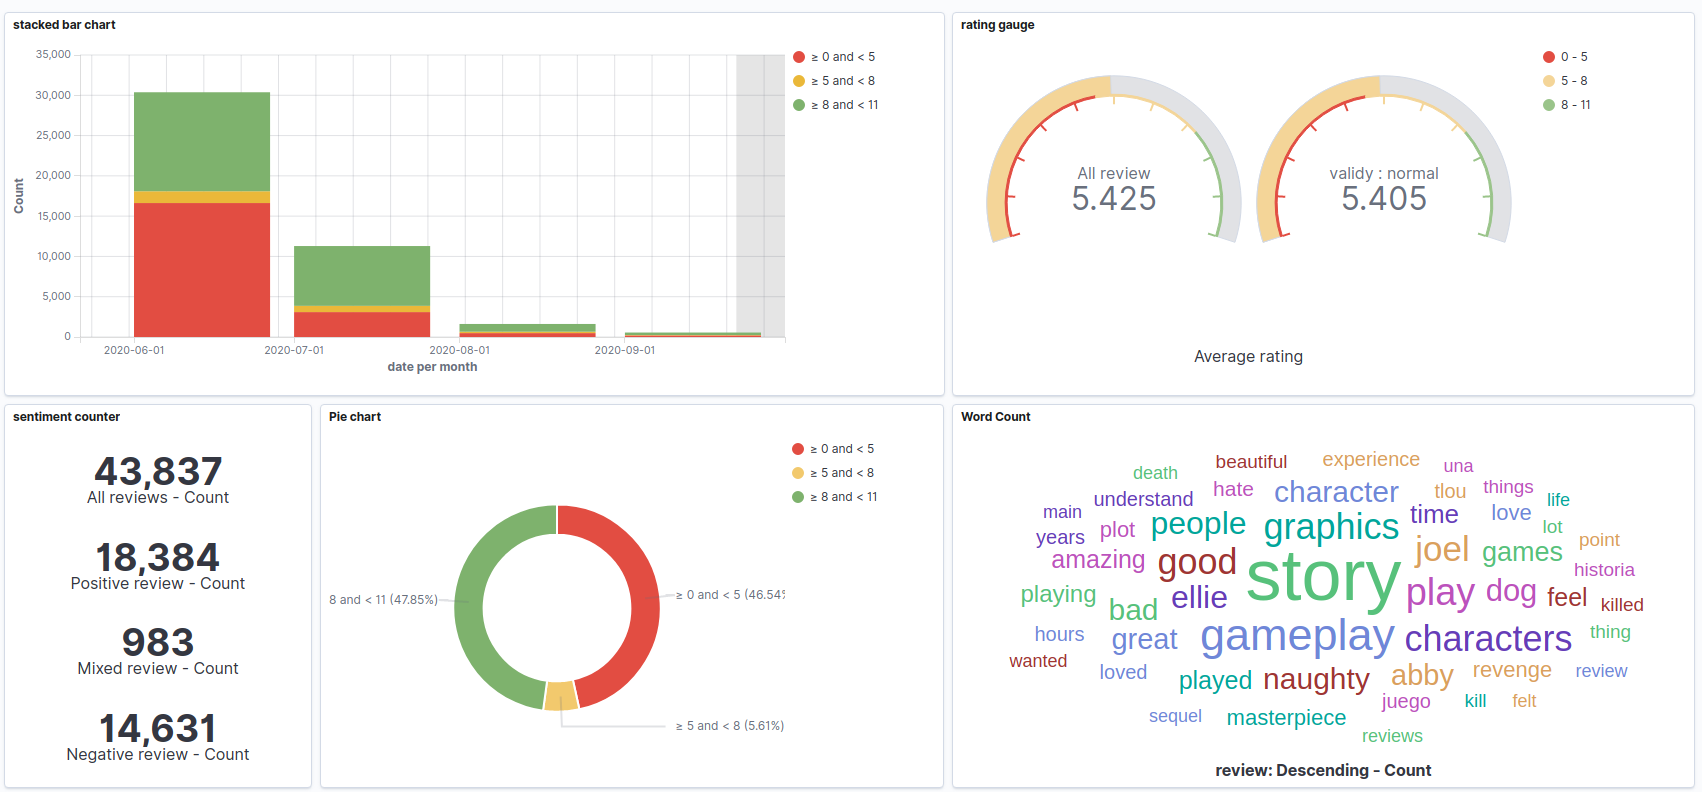 stacked bar chart
35,000
30,000
25,000
20,000
15,000
10,000
5,000
0
Count
2020-06-01 2020-07-01 2020-08-01 2020-09-01
date per month
≥ 0 and < 5
≥ 5 and < 8
≥ 8 and < 11
rating gauge
All review
5.425
validy : normal
5.405
Average rating
0 - 5
5 - 8
8 - 11
sentiment counter
43,837
All reviews - Count
18,384
Positive review - Count
983
Mixed review - Count
14,631
Negative review - Count
Pie chart
≥ 0 and < 5
≥ 5 and < 8
≥ 8 and < 11
8 and < 11 (47.85%)
≥ 0 and < 5 (46.54%
≥ 5 and < 8 (5.61%)
Word Count
death beautiful experience una
understand hate character tlou things life
main years plot people graphics time love lot
amazing good joel games point
story historia
playing bad ellie play dog feel killed
hours great gameplay characters thing
wanted loved played naughty abby revenge review
juego kill felt
sequel masterpiece
reviews
review: Descending - Count